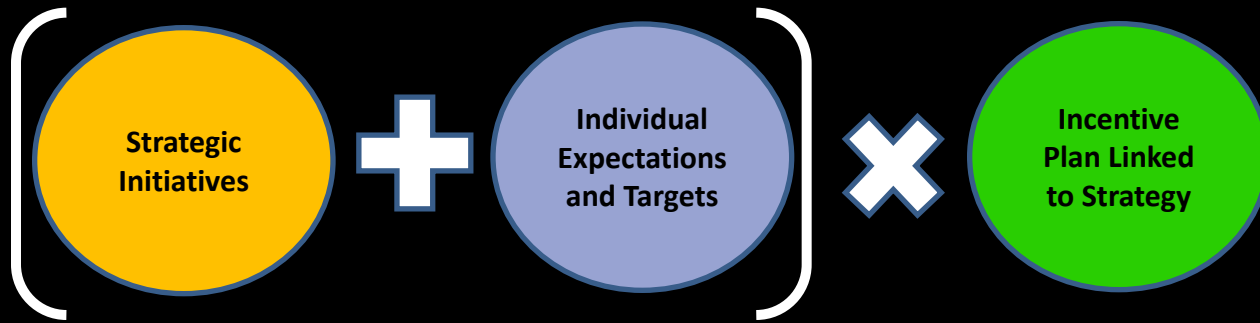 Strategic
Initiatives
Individual
Expectations
and Targets
Incentive
Plan Linked
to Strategy